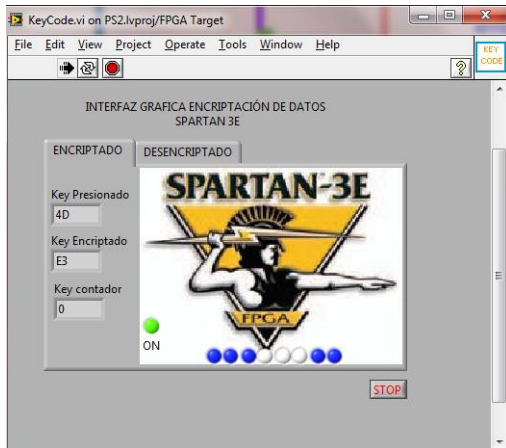 KeyCode.vi on PS2.lvproj/FPGA Target
File Edit View Project Operate Tools Window Help
KEY
CODE
INTERFAZ GRAFICA ENCRIPTACIÓN DE DATOS
SPARTAN 3E
ENCRIPTADO DESENCRIPTADO
SPARTAN-3E
Key Presionado
4D
Key Encriptado
E3
Key contador
0
FPGA
ON
STOP